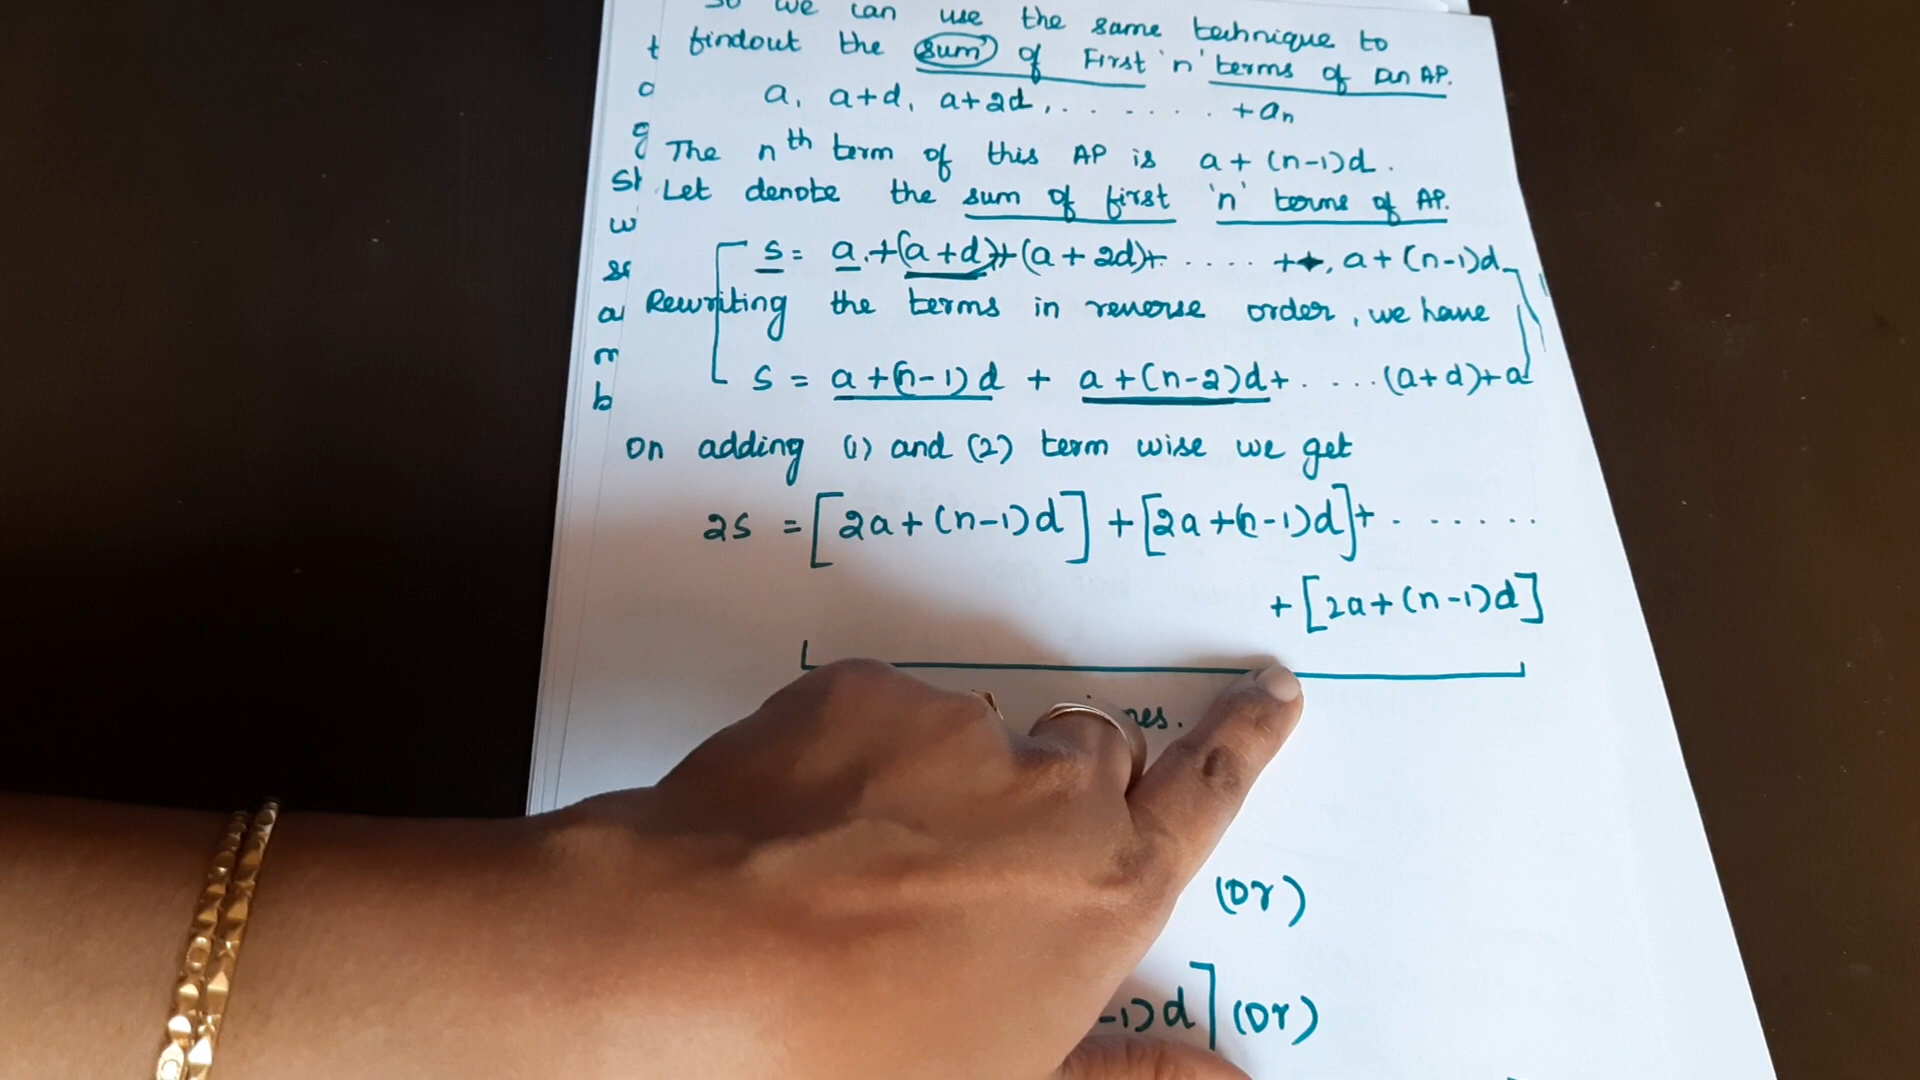 So we can use the same technique to
findout the sum of First 'n' terms of an AP.
a, a+d, a+2d, . . . . . . . +an
The nth term of this AP is a + (n-1)d.
Let denote the sum of first 'n' terms of AP.
s = a + (a+d) + (a+2d)+ . . . . + +, a + (n-1)d
Rewriting the terms in reverse order, we have
s = a + (n-1)d + a + (n-2)d + . . . . (a+d)+a
on adding (1) and (2) term wise we get
2s = [2a + (n-1)d] + [2a + (n-1)d] + . . . . . .
+ [2a + (n-1)d]
(or)
-1)d] (or)